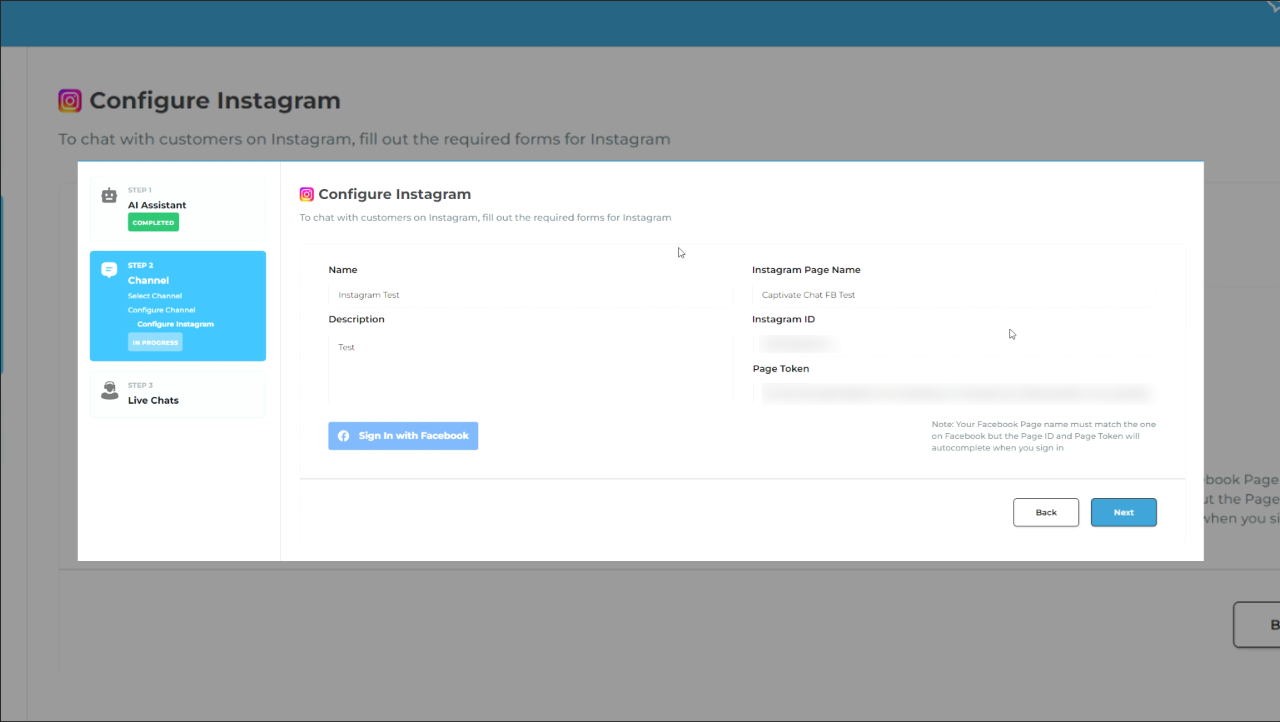 Configure Instagram
To chat with customers on Instagram, fill out the required forms for Instagram
STEP 1
AI Assistant
COMPLETED
STEP 2
Channel
Select Channel
Configure Channel
Configure Instagram
IN PROGRESS
STEP 3
Live Chats
Configure Instagram
To chat with customers on Instagram, fill out the required forms for Instagram
Name
Instagram Test
Description
Test
Instagram Page Name
Captivate Chat FB Test
Instagram ID
Page Token
Sign In with Facebook
Note: Your Facebook Page name must match the one
on Facebook but the Page ID and Page Token will
autocomplete when you sign in
Back
Next
book Page
ut the Page
when you si
B